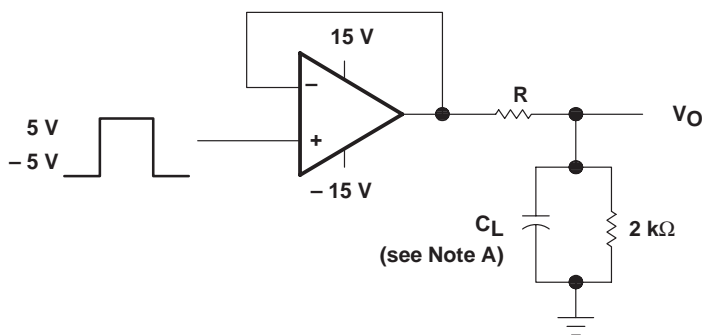 15 V
–
+
– 15 V
5 V
– 5 V
R
VO
CL
(see Note A)
2 kΩ